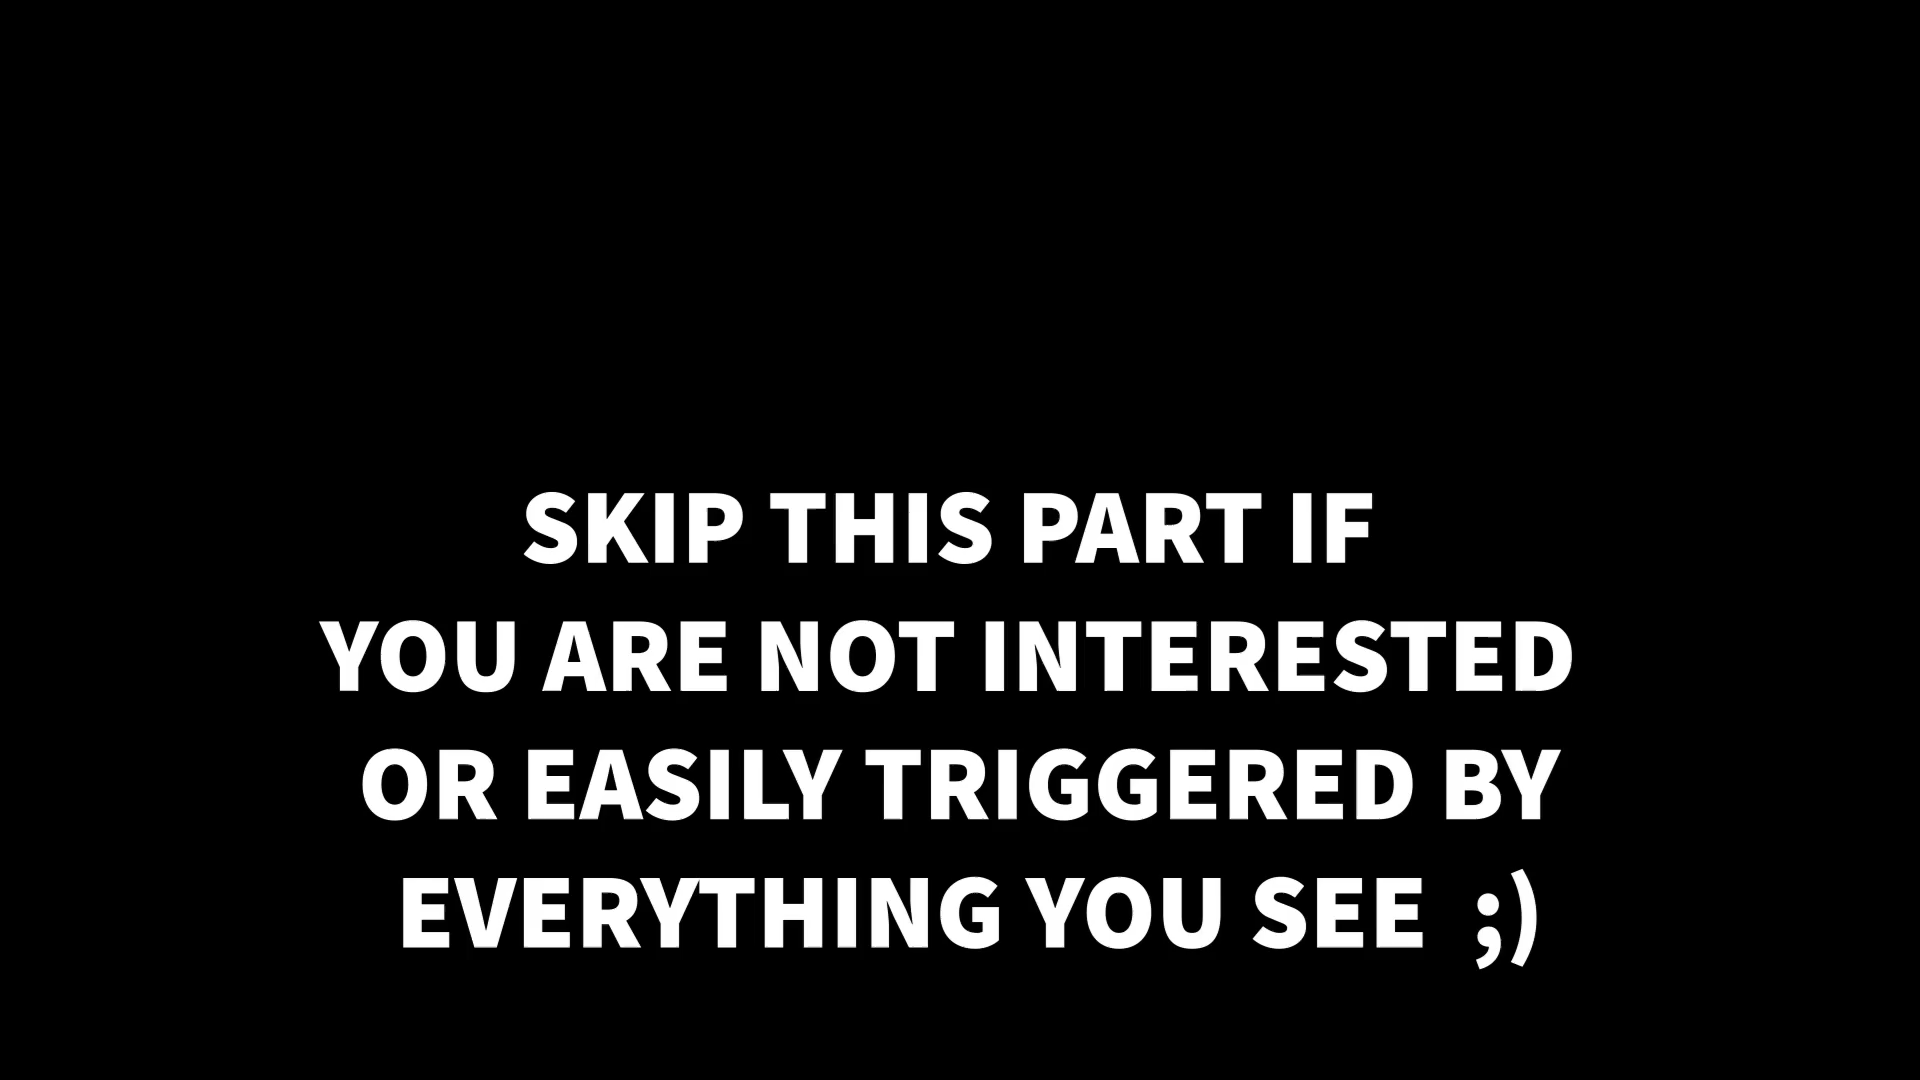 SKIP THIS PART IF
YOU ARE NOT INTERESTED
OR EASILY TRIGGERED BY
EVERYTHING YOU SEE ;)